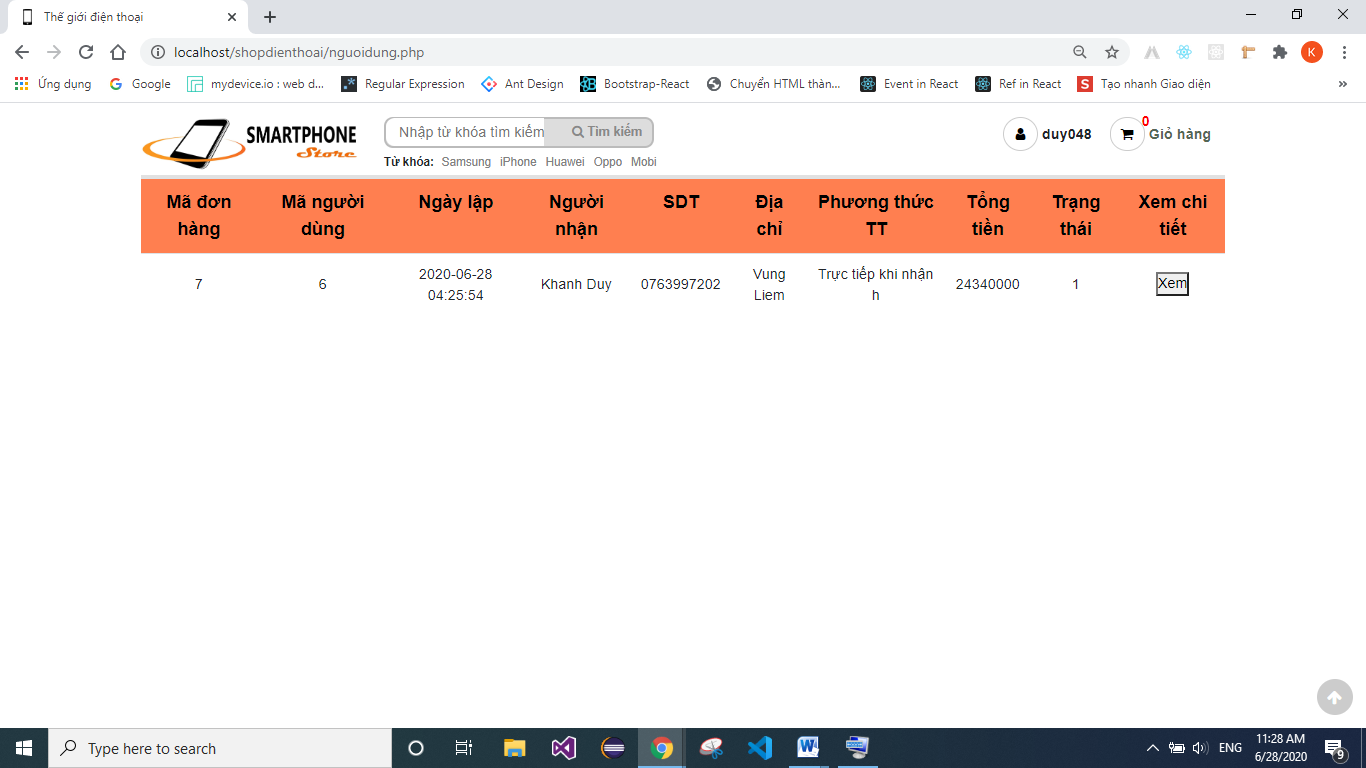 Thế giới điện thoại
localhost/shopdienthoai/nguoidung.php
K
Ứng dụng Google mydevice.io : web d... Regular Expression Ant Design Bootstrap-React Chuyển HTML thàn... Event in React Ref in React S Tạo nhanh Giao diện »
SMARTPHONE
Store
Nhập từ khóa tìm kiếm Tìm kiếm
Từ khóa: Samsung iPhone Huawei Oppo Mobi
duy048
0
Giỏ hàng
Mã đơn Mã người Ngày lập Người SDT Địa Phương thức Tổng Trạng Xem chi
hàng dùng nhận chỉ TT tiền thái tiết
2020-06-28 Vung Trực tiếp khi nhận
7 6 Khanh Duy 0763997202 24340000 1 Xem
04:25:54 Liem h
Type here to search
ENG
11:28 AM
6/28/2020
9